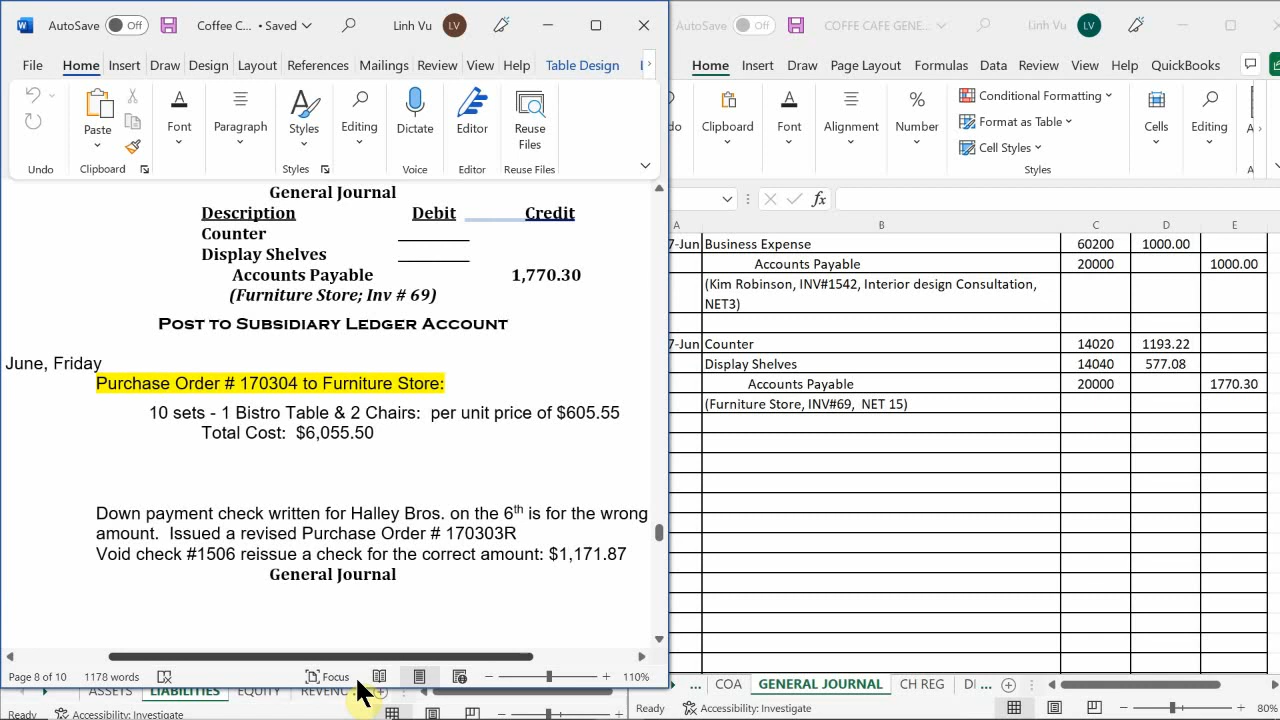 AutoSave Off Coffee C... • Saved Linh Vu LV
File Home Insert Draw Design Layout References Mailings Review View Help Table Design
Paste Font Paragraph Styles Editing Dictate Editor Reuse Files
Undo Clipboard Styles Voice Editor Reuse Files
General Journal
Description Debit Credit
Counter
Display Shelves
Accounts Payable 1,770.30
(Furniture Store; Inv # 69)
Post to Subsidiary Ledger Account
June, Friday
Purchase Order # 170304 to Furniture Store:
10 sets - 1 Bistro Table & 2 Chairs: per unit price of $605.55
Total Cost: $6,055.50
Down payment check written for Halley Bros. on the 6th is for the wrong
amount. Issued a revised Purchase Order # 170303R
Void check #1506 reissue a check for the correct amount: $1,171.87
General Journal
Page 8 of 10 1178 words Focus 110%
ASSETS LIABILITIES EQUITY
Ready Accessibility: Investigate
AutoSave Off COFFE CAFE GENE... Linh Vu LV
Home Insert Draw Page Layout Formulas Data Review View Help QuickBooks
Clipboard Font Alignment Number Conditional Formatting Format as Table Cell Styles Cells Editing
Styles
fx
A B C D E
7-Jun Business Expense 60200 1000.00
Accounts Payable 20000 1000.00
(Kim Robinson, INV#1542, Interior design Consultation,
NET3)
7-Jun Counter 14020 1193.22
Display Shelves 14040 577.08
Accounts Payable 20000 1770.30
(Furniture Store, INV#69, NET 15)
... COA GENERAL JOURNAL CH REG DI ...
Ready Accessibility: Investigate 80%